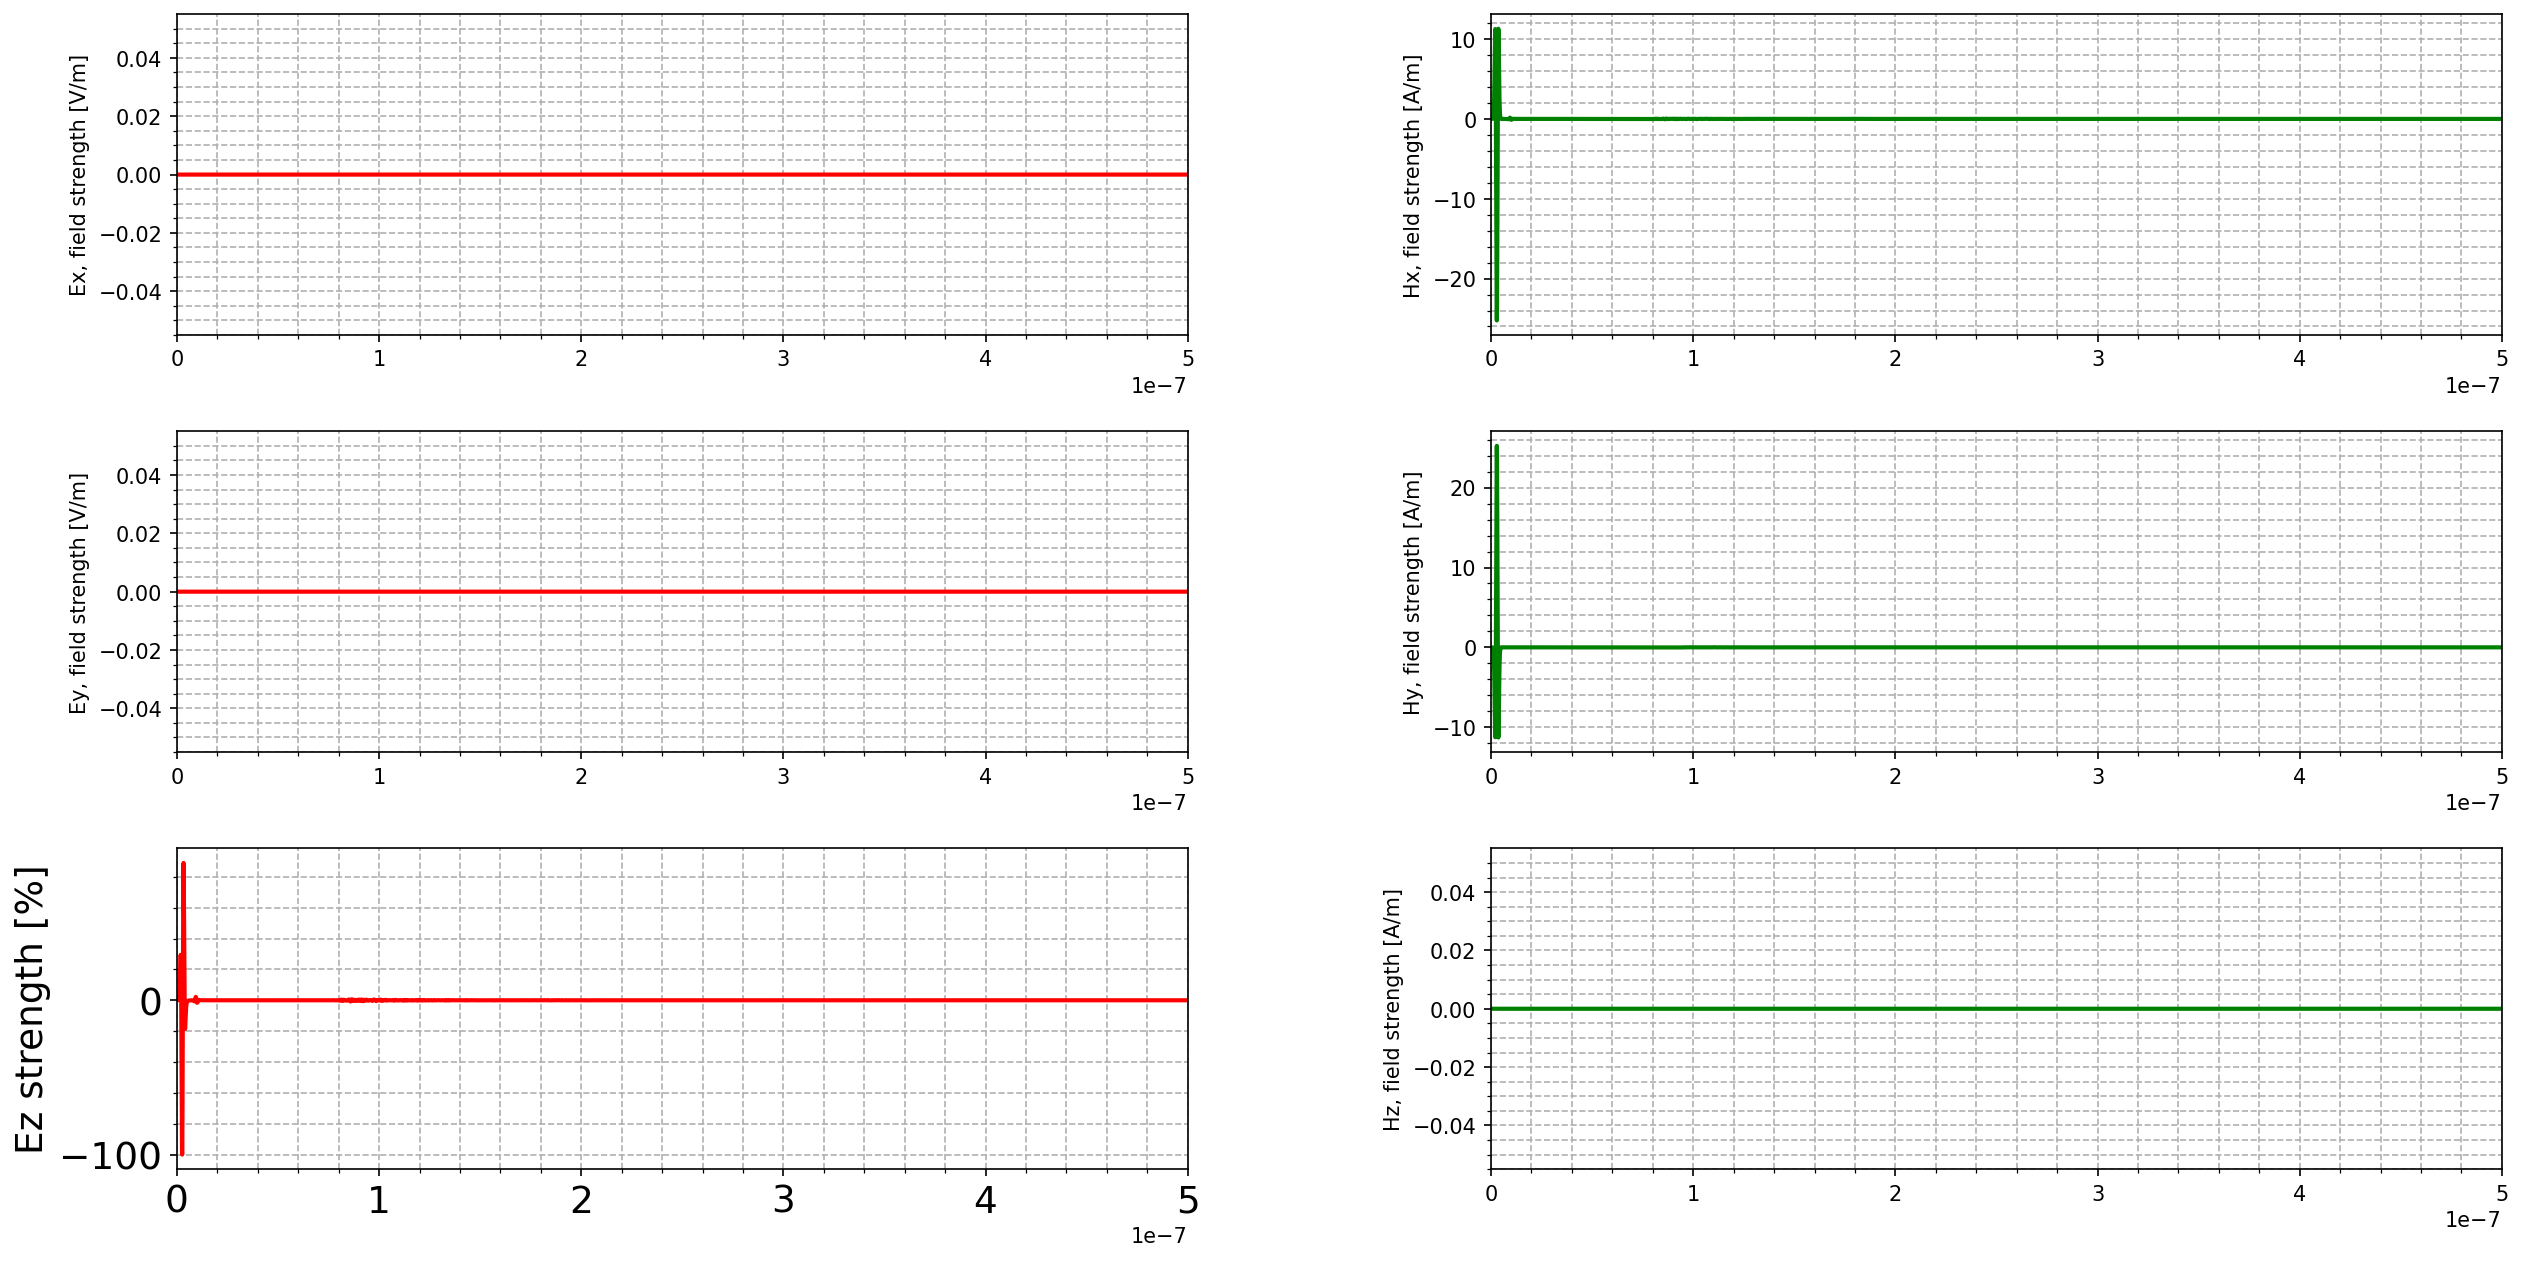 Ex, field strength [V/m]
0.04
0.02
0.00
−0.02
−0.04
0 1 2 3 4 5
1e−7
Hx, field strength [A/m]
10
0
−10
−20
0 1 2 3 4 5
1e−7
Ey, field strength [V/m]
0.04
0.02
0.00
−0.02
−0.04
0 1 2 3 4 5
1e−7
Hy, field strength [A/m]
20
10
0
−10
0 1 2 3 4 5
1e−7
Ez strength [%]
0
−100
0 1 2 3 4 5
1e−7
Hz, field strength [A/m]
0.04
0.02
0.00
−0.02
−0.04
0 1 2 3 4 5
1e−7